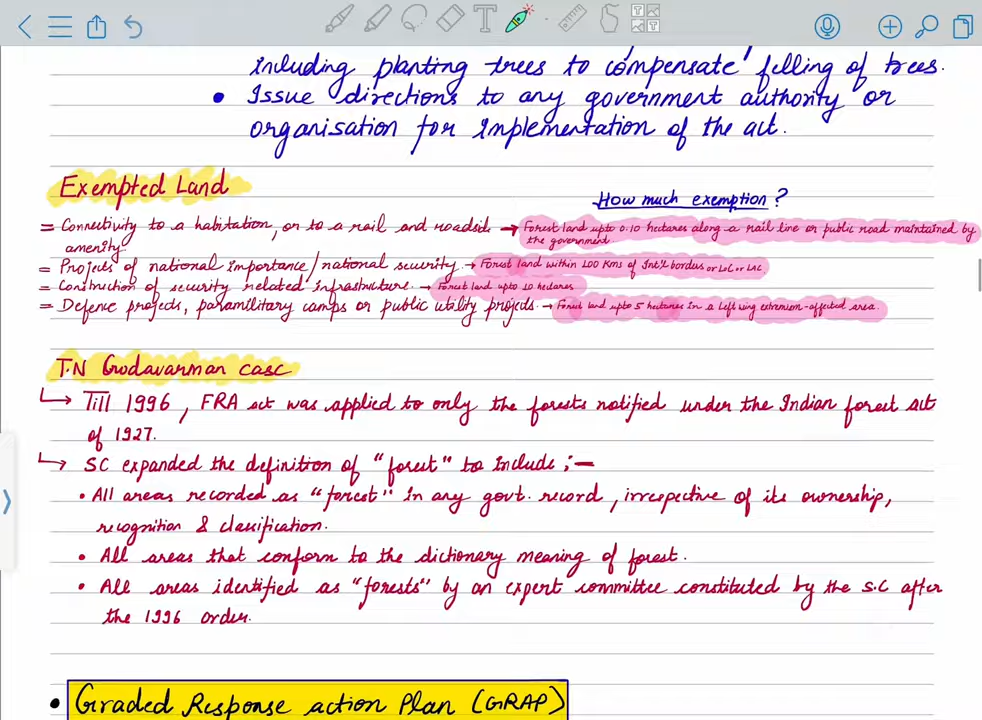 including planting trees to compensate felling of trees.
• Issue directions to any government authority or
organisation for implementation of the act.
Exempted Land
How much exemption?
= Connectivity to a habitation, or to a rail and roadside → Forest land upto 0.10 hectares along a rail line or public road maintained by
amenity the government
= Projects of national importance/national security → Forest land within 100 Kms of Int'l borders or LOC or LAC
= Construction of security related infrastructure. → Forest land upto 10 hectares
= Defence projects, paramilitary camps or public utility projects → Forest land upto 5 hectares in a left wing extremism-affected area.
T.N Godavarman case
↳ Till 1996, FRA act was applied to only the forests notified under the Indian forest act
of 1927.
↳ SC expanded the definition of "forest" to include ;-
• All areas recorded as "forest" in any govt. record, irrespective of its ownership,
recognition & classification.
• All areas that conform to the dictionary meaning of forest.
• All areas identified as "forests" by an expert committee constituted by the S.C after
the 1996 order.
• Graded Response action Plan (GRAP)